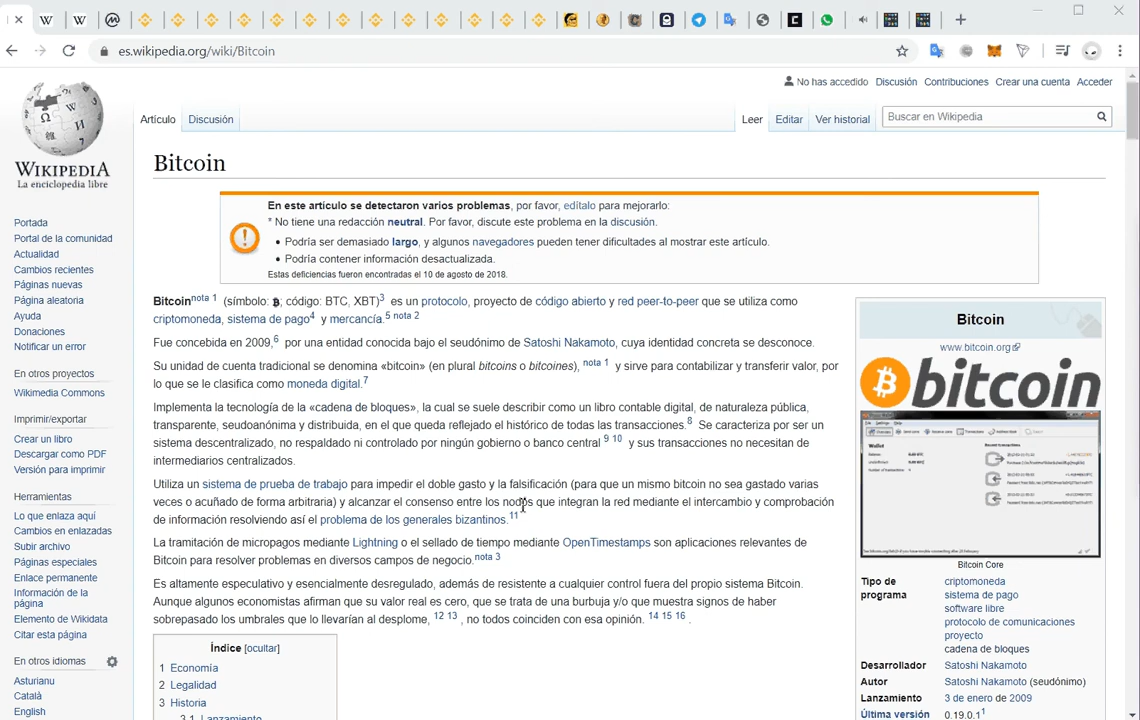 es.wikipedia.org/wiki/Bitcoin
No has accedido Discusión Contribuciones Crear una cuenta Acceder
Artículo Discusión Leer Editar Ver historial Buscar en Wikipedia
WIKIPEDIA
La enciclopedia libre
Portada
Portal de la comunidad
Actualidad
Cambios recientes
Páginas nuevas
Página aleatoria
Ayuda
Donaciones
Notificar un error
En otros proyectos
Wikimedia Commons
Imprimir/exportar
Crear un libro
Descargar como PDF
Versión para imprimir
Herramientas
Lo que enlaza aquí
Cambios en enlazadas
Subir archivo
Páginas especiales
Enlace permanente
Información de la
página
Elemento de Wikidata
Citar esta página
En otros idiomas
Asturianu
Català
English
Bitcoin
En este artículo se detectaron varios problemas, por favor, edítalo para mejorarlo:
* No tiene una redacción neutral. Por favor, discute este problema en la discusión.
• Podría ser demasiado largo, y algunos navegadores pueden tener dificultades al mostrar este artículo.
• Podría contener información desactualizada.
Estas deficiencias fueron encontradas el 10 de agosto de 2018.
Bitcoin nota 1 (símbolo: ₿; código: BTC, XBT)3 es un protocolo, proyecto de código abierto y red peer-to-peer que se utiliza como
criptomoneda, sistema de pago4 y mercancía.5 nota 2
Fue concebida en 2009,6 por una entidad conocida bajo el seudónimo de Satoshi Nakamoto, cuya identidad concreta se desconoce.
Su unidad de cuenta tradicional se denomina «bitcoin» (en plural bitcoins o bitcoines), nota 1 y sirve para contabilizar y transferir valor, por
lo que se le clasifica como moneda digital.7
Implementa la tecnología de la «cadena de bloques», la cual se suele describir como un libro contable digital, de naturaleza pública,
transparente, seudoanónima y distribuida, en el que queda reflejado el histórico de todas las transacciones.8 Se caracteriza por ser un
sistema descentralizado, no respaldado ni controlado por ningún gobierno o banco central 9 10 y sus transacciones no necesitan de
intermediarios centralizados.
Utiliza un sistema de prueba de trabajo para impedir el doble gasto y la falsificación (para que un mismo bitcoin no sea gastado varias
veces o acuñado de forma arbitraria) y alcanzar el consenso entre los nodos que integran la red mediante el intercambio y comprobación
de información resolviendo así el problema de los generales bizantinos.11
La tramitación de micropagos mediante Lightning o el sellado de tiempo mediante OpenTimestamps son aplicaciones relevantes de
Bitcoin para resolver problemas en diversos campos de negocio.nota 3
Es altamente especulativo y esencialmente desregulado, además de resistente a cualquier control fuera del propio sistema Bitcoin.
Aunque algunos economistas afirman que su valor real es cero, que se trata de una burbuja y/o que muestra signos de haber
sobrepasado los umbrales que lo llevarían al desplome, 12 13 , no todos coinciden con esa opinión. 14 15 16 .
Índice [ocultar]
1 Economía
2 Legalidad
3 Historia
3.1 Lanzamiento
Bitcoin
www.bitcoin.org
bitcoin
Wallet
Bitcoin Core
Tipo de programa criptomoneda
sistema de pago
software libre
protocolo de comunicaciones
proyecto
cadena de bloques
Desarrollador Satoshi Nakamoto
Autor Satoshi Nakamoto (seudónimo)
Lanzamiento 3 de enero de 2009
Última versión 0.19.0.1 1